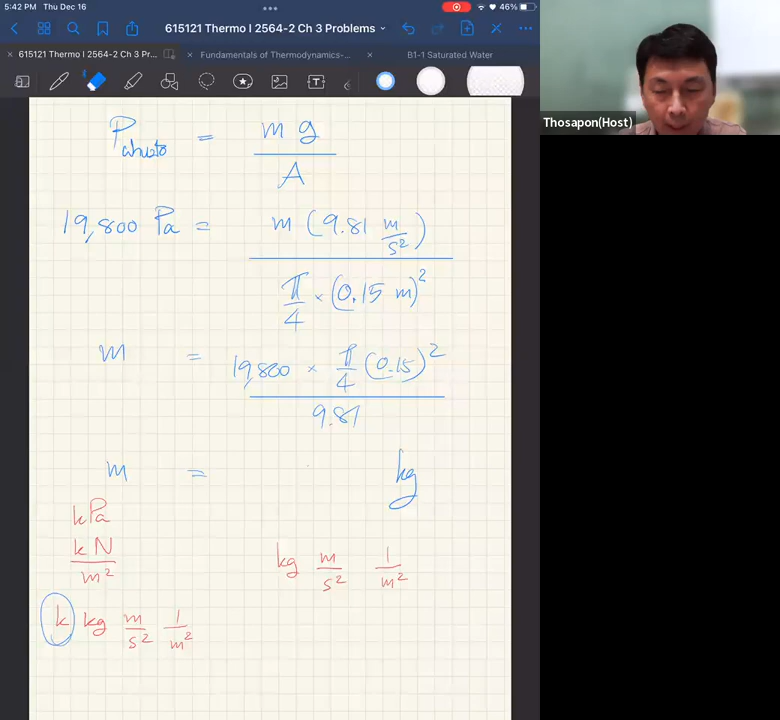 5:42 PM Thu Dec 16
46%
615121 Thermo I 2564-2 Ch 3 Problems
615121 Thermo I 2564-2 Ch 3 Pr...
Fundamentals of Thermodynamics-...
B1-1 Saturated Water
Thosapon(Host)
P = m g / A
19,800 Pa = m (9.81 m/s²) / π/4 × (0.15 m)²
m = 19,800 × π/4 (0.15)² / 9.81
m = kg
kPa
kN/m²
kg m/s² 1/m²
k kg m/s² 1/m²